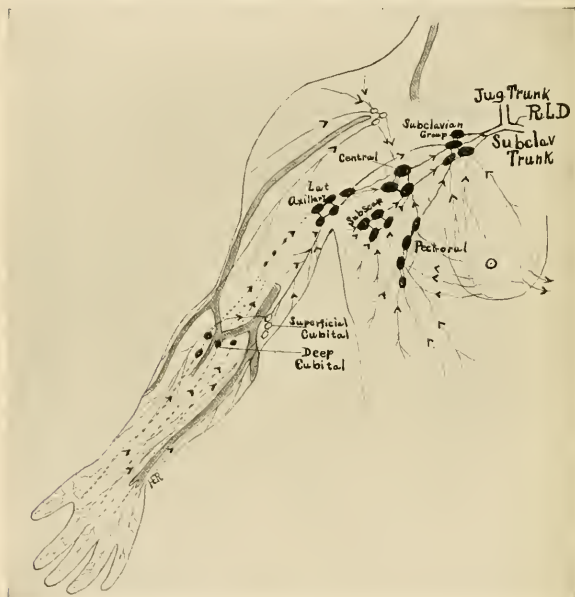 Jug Trunk
R.L.D
Subclavian
Group
Subclav
Trunk
Central
Lat
Axillary
Subscap
Pectoral
Superficial
Cubital
Deep
Cubital